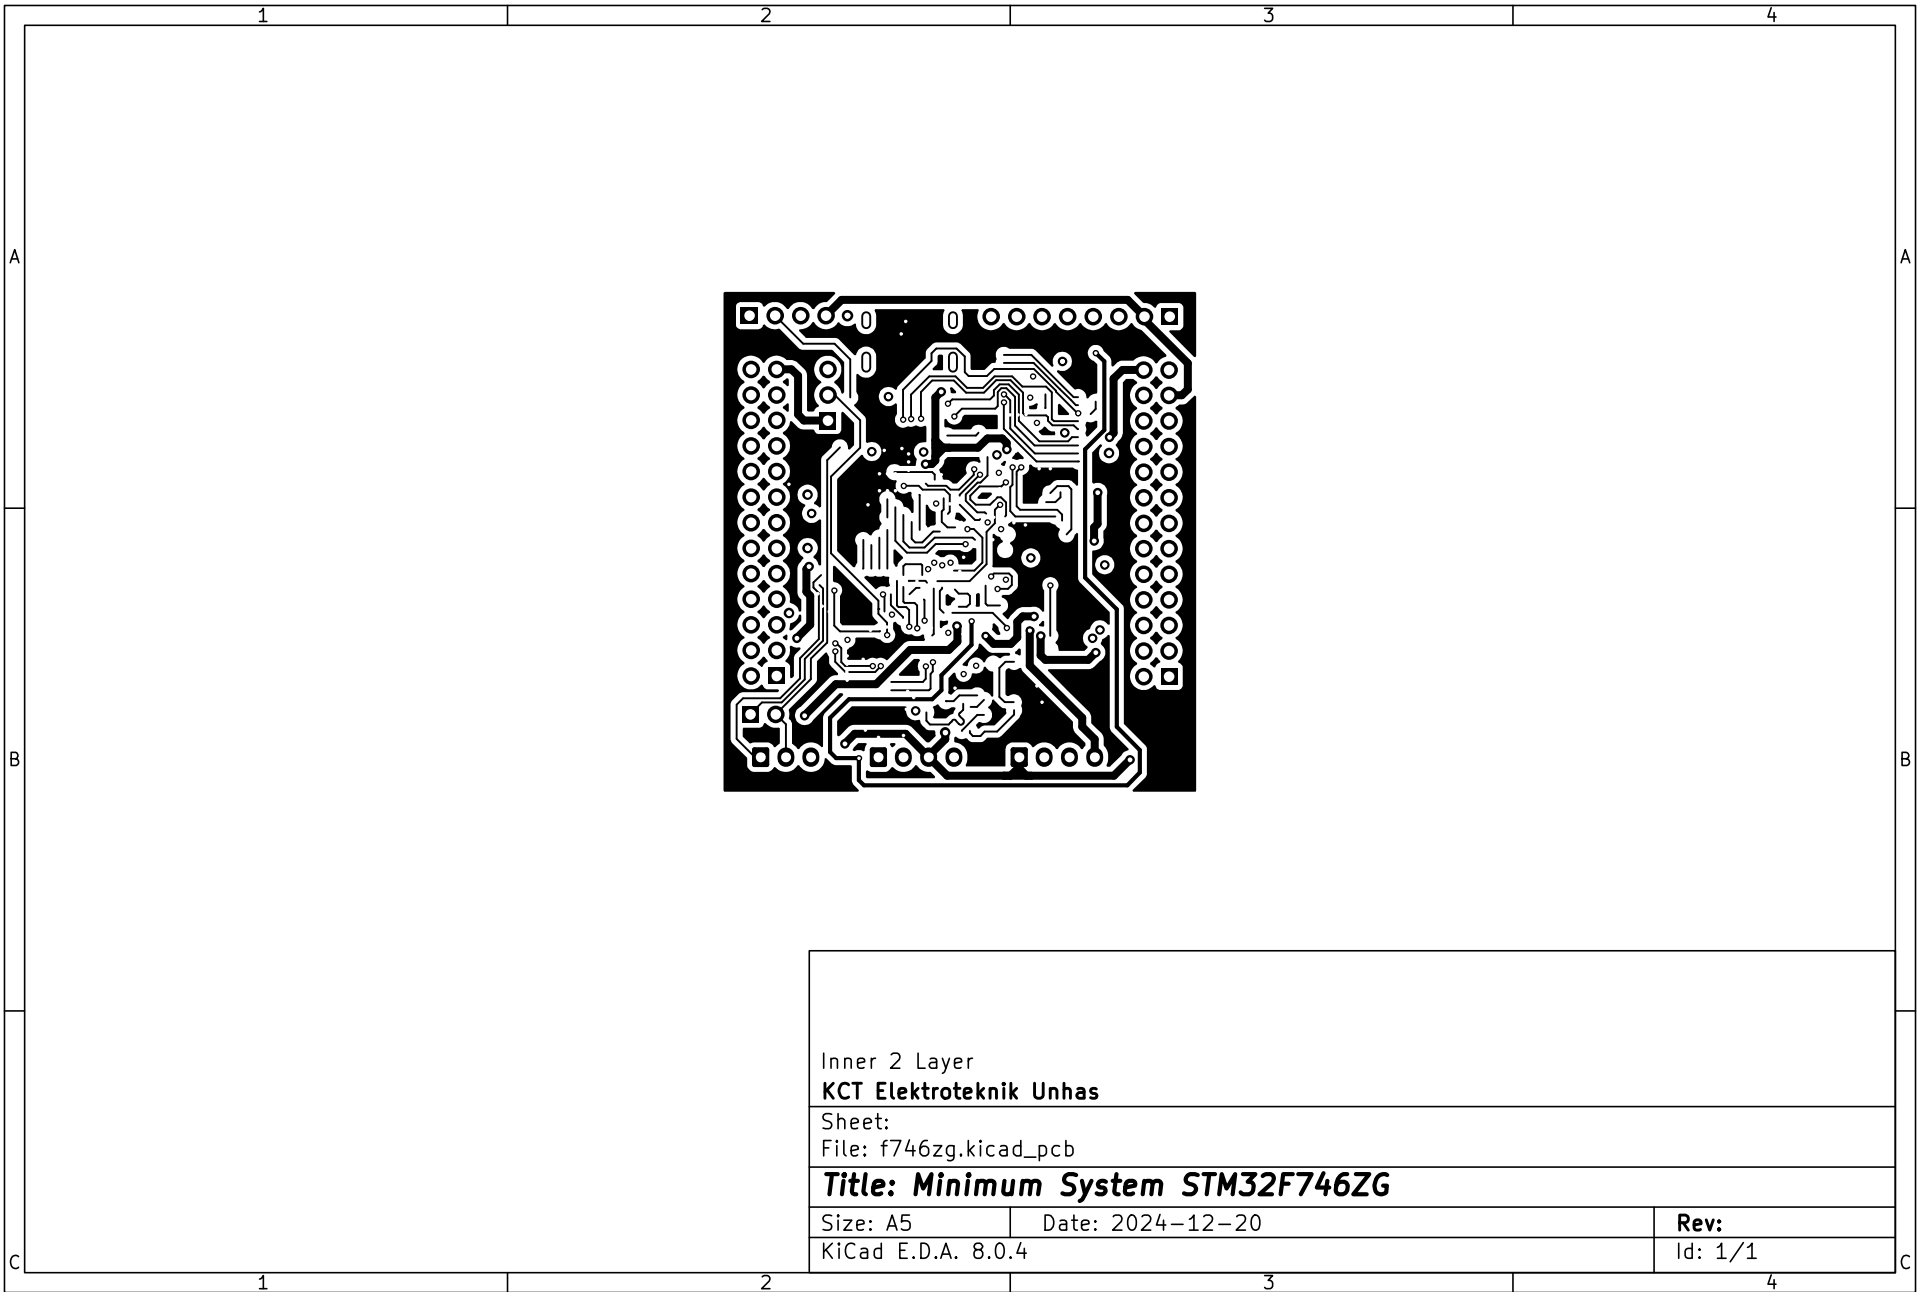 1 2 3 4
A A
B B
Inner 2 Layer
KCT Elektroteknik Unhas
Sheet:
File: f746zg.kicad_pcb
Title: Minimum System STM32F746ZG
Size: A5 Date: 2024-12-20 Rev:
KiCad E.D.A. 8.0.4 Id: 1/1
C C
1 2 3 4